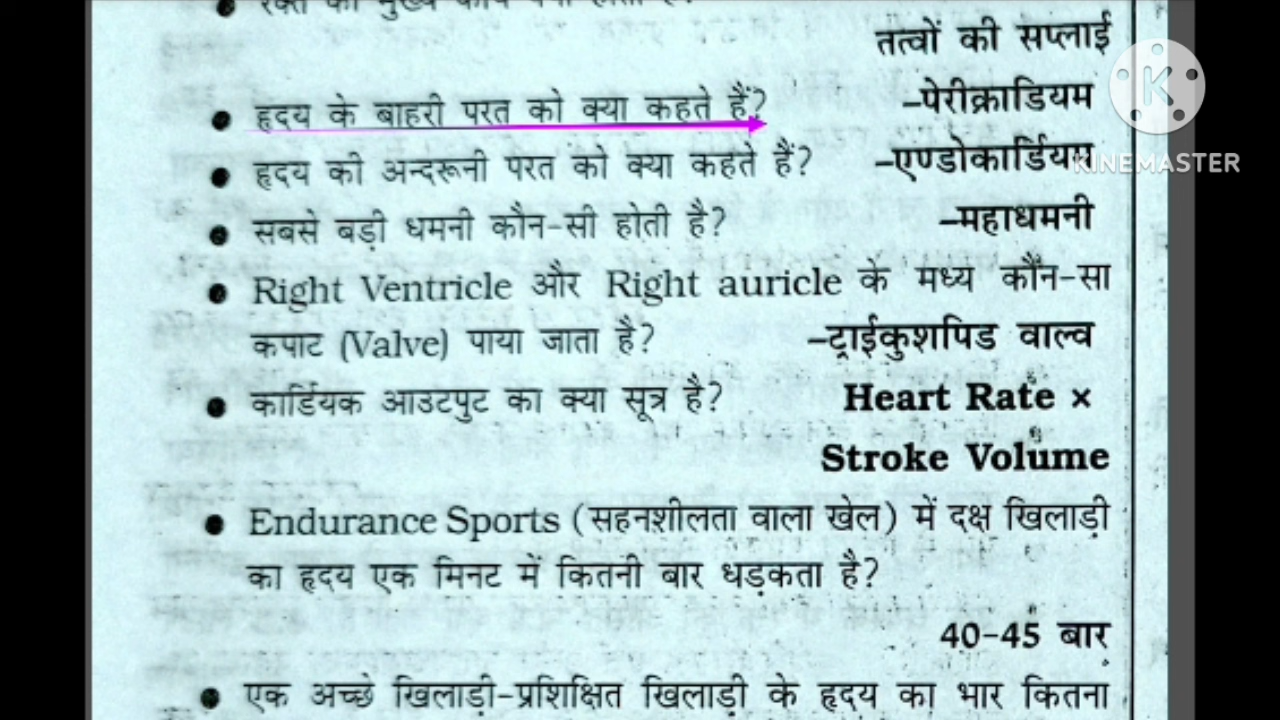 तत्वों की सप्लाई
● हृदय के बाहरी परत को क्या कहते हैं? –पेरीक्राडियम
● हृदय की अन्दरूनी परत को क्या कहते हैं? –एण्डोकार्डियम
● सबसे बड़ी धमनी कौन-सी होती है? –महाधमनी
● Right Ventricle और Right auricle के मध्य कौन-सा
कपाट (Valve) पाया जाता है? –ट्राईकुशपिड वाल्व
● कार्डियक आउटपुट का क्या सूत्र है? Heart Rate ×
Stroke Volume
● Endurance Sports (सहनशीलता वाला खेल) में दक्ष खिलाड़ी
का हृदय एक मिनट में कितनी बार धड़कता है?
40-45 बार
● एक अच्छे खिलाड़ी-प्रशिक्षित खिलाड़ी के हृदय का भार कितना
K
KINEMASTER